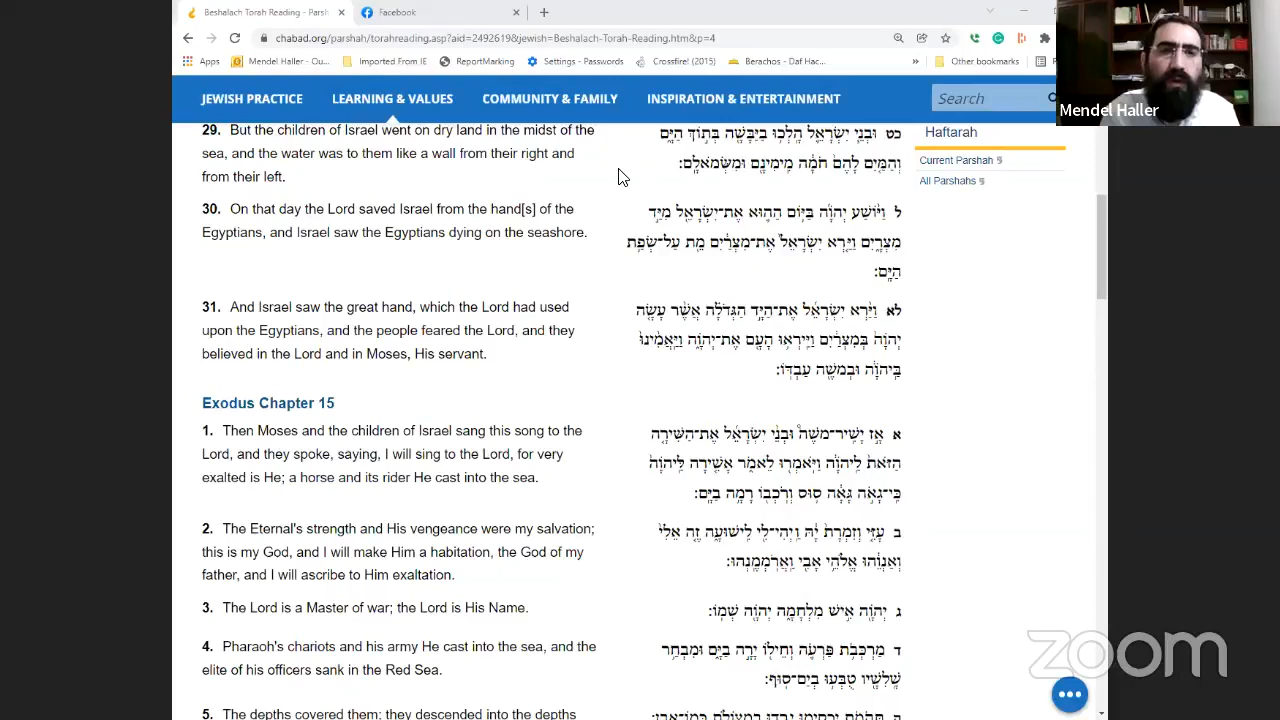 Beshalach Torah Reading - Parsh
Facebook
chabad.org/parshah/torahreading.asp?aid=2492619&jewish=Beshalach-Torah-Reading.htm&p=4
Apps
Mendel Haller - Ou...
Imported From IE
ReportMarking
Settings - Passwords
Crossfire! (2015)
Berachos - Daf Hac...
»
Other bookmarks
Mendel Haller
JEWISH PRACTICE
LEARNING & VALUES
COMMUNITY & FAMILY
INSPIRATION & ENTERTAINMENT
Search
Haftarah
Current Parshah
All Parshahs
29. But the children of Israel went on dry land in the midst of the
sea, and the water was to them like a wall from their right and
from their left.
כט וּבְנֵי יִשְׂרָאֵל הָלְכוּ בַיַּבָּשָׁה בְּתוֹךְ הַיָּם
וְהַמַּיִם לָהֶם חֹמָה מִימִינָם וּמִשְּׂמֹאלָם:
30. On that day the Lord saved Israel from the hand[s] of the
Egyptians, and Israel saw the Egyptians dying on the seashore.
ל וַיּוֹשַׁע יְהֹוָה בַּיּוֹם הַהוּא אֶת־יִשְׂרָאֵל מִיַּד
מִצְרָיִם וַיַּרְא יִשְׂרָאֵל אֶת־מִצְרַיִם מֵת עַל־שְׂפַת
הַיָּם:
31. And Israel saw the great hand, which the Lord had used
upon the Egyptians, and the people feared the Lord, and they
believed in the Lord and in Moses, His servant.
לא וַיַּרְא יִשְׂרָאֵל אֶת־הַיָּד הַגְּדֹלָה אֲשֶׁר עָשָׂה
יְהֹוָה בְּמִצְרַיִם וַיִּירְאוּ הָעָם אֶת־יְהֹוָה וַיַּאֲמִינוּ
בַּיהֹוָה וּבְמשֶׁה עַבְדּוֹ:
Exodus Chapter 15
1. Then Moses and the children of Israel sang this song to the
Lord, and they spoke, saying, I will sing to the Lord, for very
exalted is He; a horse and its rider He cast into the sea.
א אָז יָשִׁיר־משֶׁה וּבְנֵי יִשְׂרָאֵל אֶת־הַשִּׁירָה
הַזֹּאת לַיהֹוָה וַיֹּאמְרוּ לֵאמֹר אָשִׁירָה לַּיהֹוָה
כִּי־גָאֹה גָּאָה סוּס וְרֹכְבוֹ רָמָה בַיָּם:
2. The Eternal's strength and His vengeance were my salvation;
this is my God, and I will make Him a habitation, the God of my
father, and I will ascribe to Him exaltation.
ב עָזִּי וְזִמְרָת יָהּ וַיְהִי־לִי לִישׁוּעָה זֶה אֵלִי
וְאַנְוֵהוּ אֱלֹהֵי אָבִי וַאֲרֹמְמֶנְהוּ:
3. The Lord is a Master of war; the Lord is His Name.
ג יְהֹוָה אִישׁ מִלְחָמָה יְהֹוָה שְׁמוֹ:
4. Pharaoh's chariots and his army He cast into the sea, and the
elite of his officers sank in the Red Sea.
ד מַרְכְּבֹת פַּרְעֹה וְחֵילוֹ יָרָה בַיָּם וּמִבְחַר
שָׁלִשָׁיו טֻבְּעוּ בְיַם־סוּף:
5. The depths covered them; they descended into the depths
ה תְּהֹמֹת יְכַסְיֻמוּ יָרְדוּ בִמְצוֹלֹת כְּמוֹ־אָבֶן:
zoom